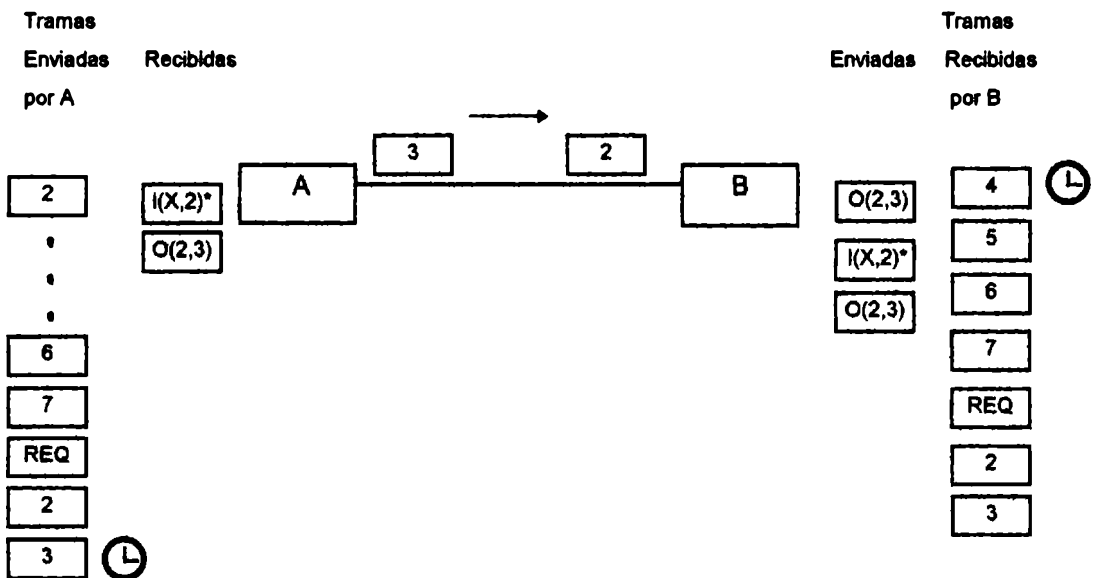 Tramas
Enviadas Recibidas
por A
Tramas
Enviadas Recibidas
por B
3
2
A
B
2
6
7
REQ
2
3
I(X,2)*
O(2,3)
O(2,3)
I(X,2)*
O(2,3)
4
5
6
7
REQ
2
3